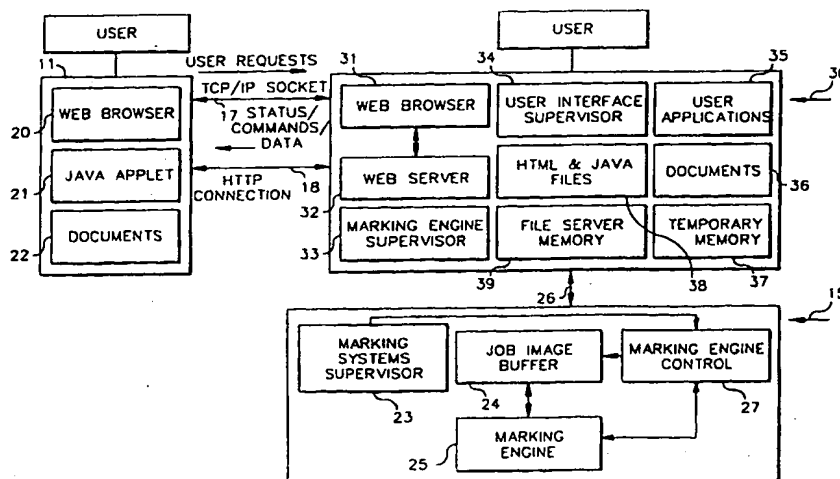 USER
11
USER REQUESTS
TCP/IP SOCKET
17
STATUS/
COMMANDS/
DATA
HTTP
CONNECTION
18
WEB BROWSER
20
JAVA APPLET
21
DOCUMENTS
22
USER
31
34
35
30
WEB BROWSER
USER INTERFACE
SUPERVISOR
USER
APPLICATIONS
WEB SERVER
32
HTML & JAVA
FILES
DOCUMENTS
36
MARKING ENGINE
SUPERVISOR
33
FILE SERVER
MEMORY
39
TEMPORARY
MEMORY
38
37
26
15
MARKING
SYSTEMS
SUPERVISOR
23
JOB IMAGE
BUFFER
24
MARKING ENGINE
CONTROL
27
MARKING
ENGINE
25